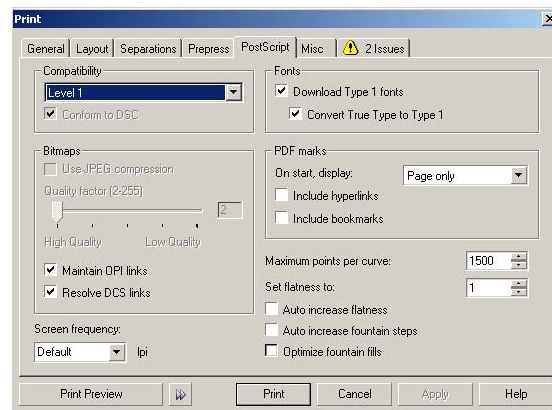 Print
General Layout Separations Prepress PostScript Misc 2 Issues
Compatibility
Level 1
Conform to DSC
Fonts
Download Type 1 fonts
Convert True Type to Type 1
Bitmaps
Use JPEG compression
Quality factor (2-255)
2
High Quality Low Quality
Maintain OPI links
Resolve DCS links
PDF marks
On start, display: Page only
Include hyperlinks
Include bookmarks
Maximum points per curve: 1500
Set flatness to: 1
Auto increase flatness
Auto increase fountain steps
Optimize fountain fills
Screen frequency:
Default lpi
Print Preview Print Cancel Apply Help